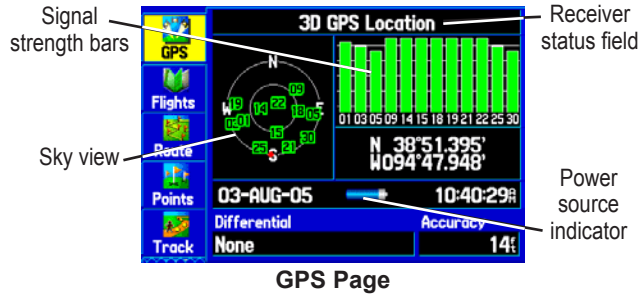 Signal
strength bars
Receiver
status field
3D GPS Location
GPS
Flights
Route
Points
Track
N
W
E
S
09
19
14
22
18
05
03
01
15
30
25
21
01 03 05 09 14 15 18 19 21 22 25 30
N 38°51.395'
W094°47.948'
Sky view
03-AUG-05
10:40:29AM
Power
source
indicator
Differential
None
Accuracy
14ft
GPS Page